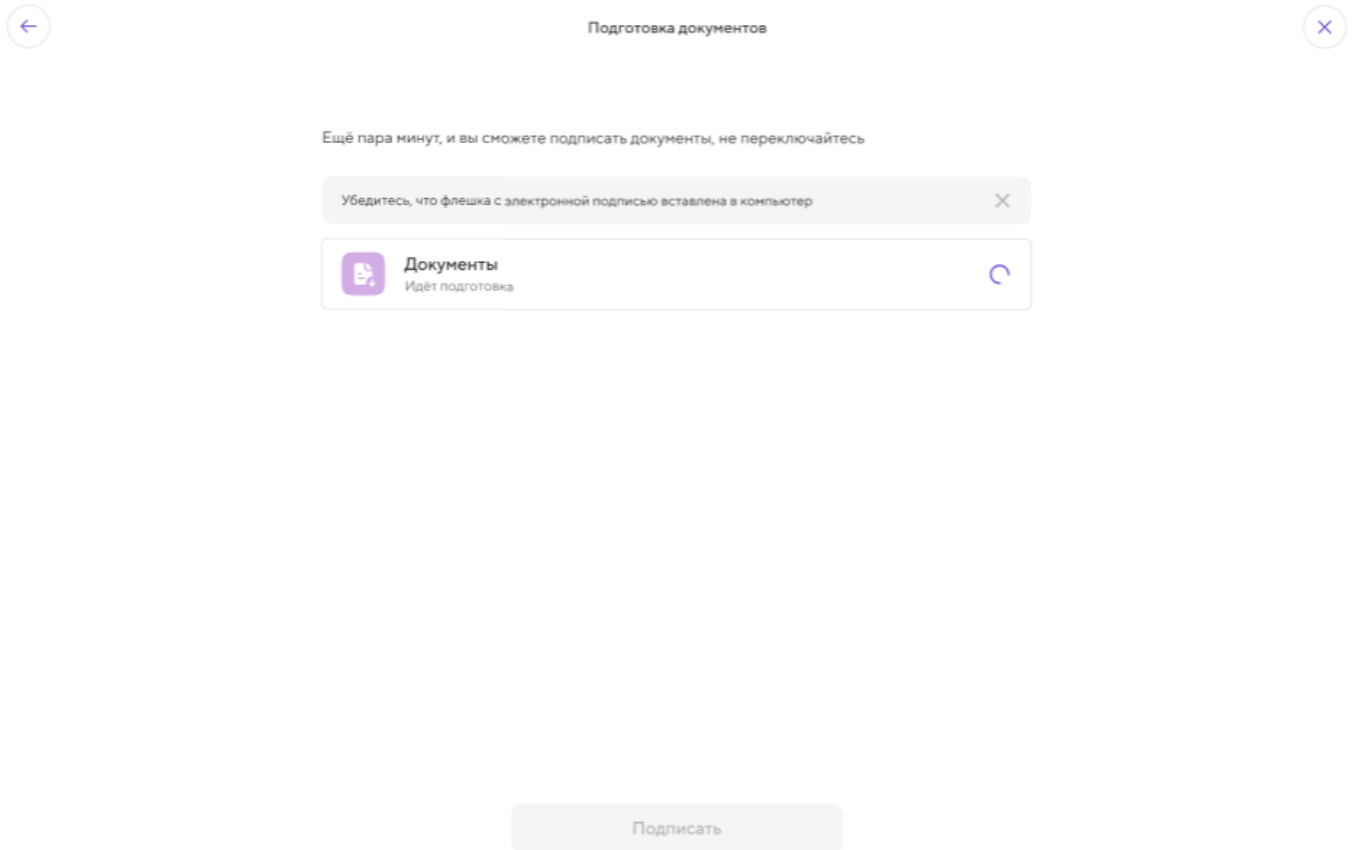 Подготовка документов
Ещё пара минут, и вы сможете подписать документы, не переключайтесь
Убедитесь, что флешка с электронной подписью вставлена в компьютер
Документы
Идёт подготовка
Подписать